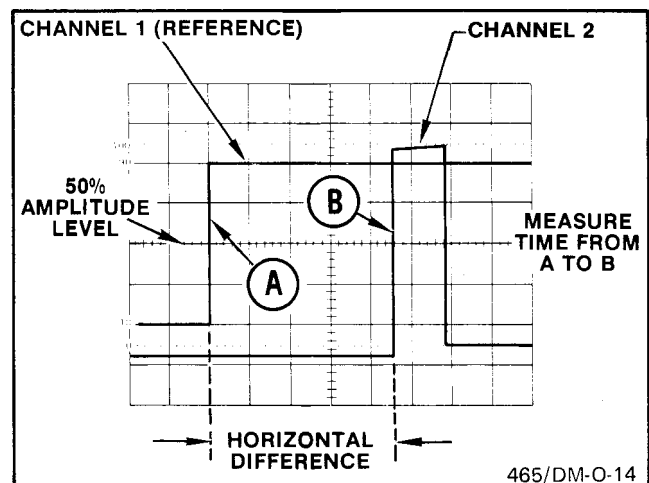 CHANNEL 1 (REFERENCE)
CHANNEL 2
50%
AMPLITUDE
LEVEL
A
B
MEASURE
TIME FROM
A TO B
HORIZONTAL
DIFFERENCE
465/DM-O-14